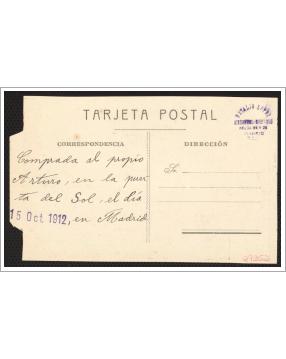 TARJETA POSTAL
CORRESPONDENCIA
DIRECCIÓN
Comprada al propio
Arturo, en la puer
ta del Sol, el día
15 Oct. 1912, en Madrid